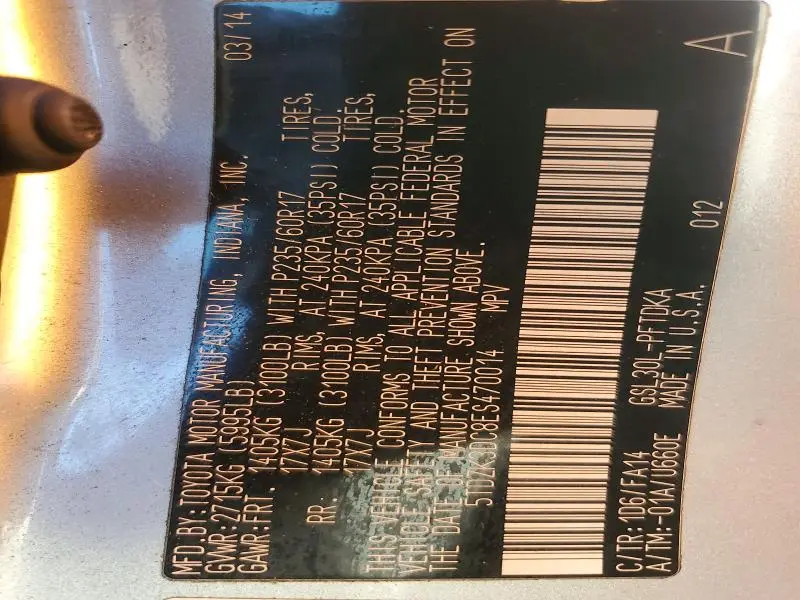 MFD.BY:TOYOTA MOTOR MANUFACTURING, INDIANA, INC. 03/14
GVWR:2715KG (5995LB)
GAWR:FRT. 1405KG (3100LB) WITH P235/60R17 TIRES,
17X7J RIMS, AT 240KPA (35PSI) COLD.
RR. 1405KG (3100LB) WITH P235/60R17 TIRES,
17X7J RIMS, AT 240KPA (35PSI) COLD.
THIS VEHICLE CONFORMS TO ALL APPLICABLE FEDERAL MOTOR
VEHICLE SAFETY AND THEFT PREVENTION STANDARDS IN EFFECT ON
THE DATE OF MANUFACTURE SHOWN ABOVE.
5TDZK3DC8ES470014 MPV
A
012
C/TR:1D6/FA14 GSL30L-PFTDKA
A/TM:-01A/U660E MADE IN U.S.A.